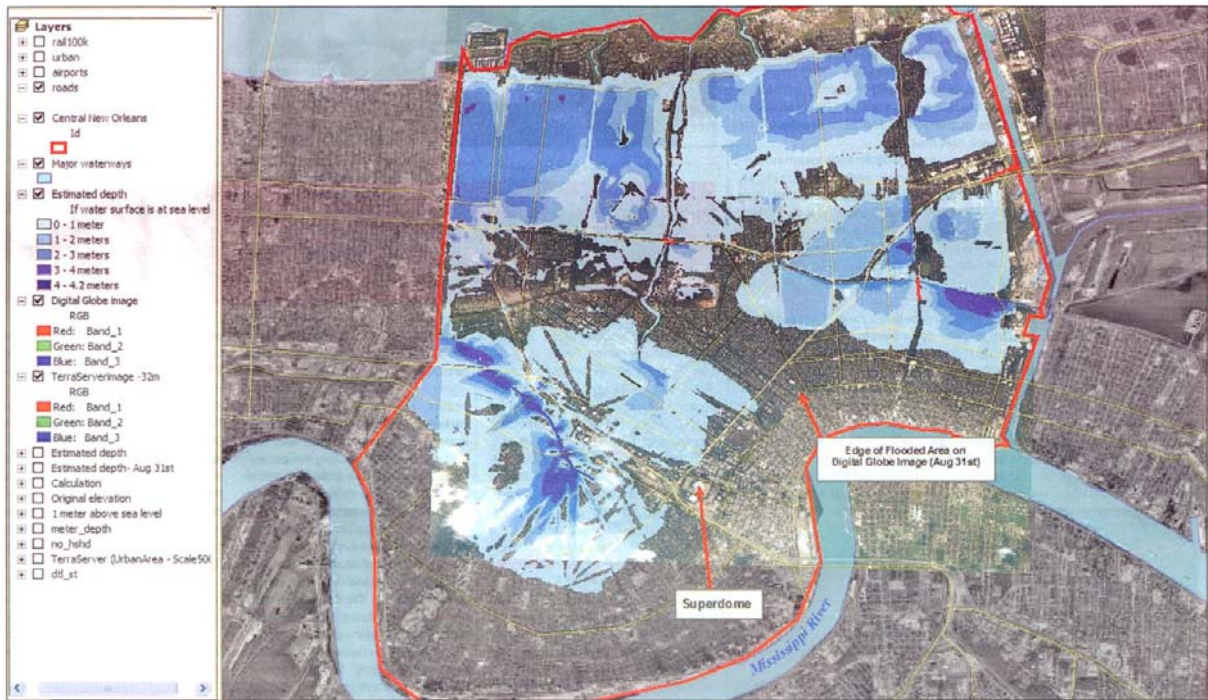 Layers
rail100k
urban
airports
roads
Central New Orleans
Id
Major waterways
Estimated depth
If water surface is at sea level
0 - 1 meter
1 - 2 meters
2 - 3 meters
3 - 4 meters
4 - 4.2 meters
Digital Globe image
RGB
Red: Band_1
Green: Band_2
Blue: Band_3
TerraServerimage -32m
RGB
Red: Band_1
Green: Band_2
Blue: Band_3
Estimated depth
Estimated depth- Aug 31st
Calculation
Original elevation
1 meter above sea level
meter_depth
no_hshd
TerraServer (UrbanArea - Scale50
dtl_st
Edge of Flooded Area on
Digital Globe Image (Aug 31st)
Superdome
Mississippi River